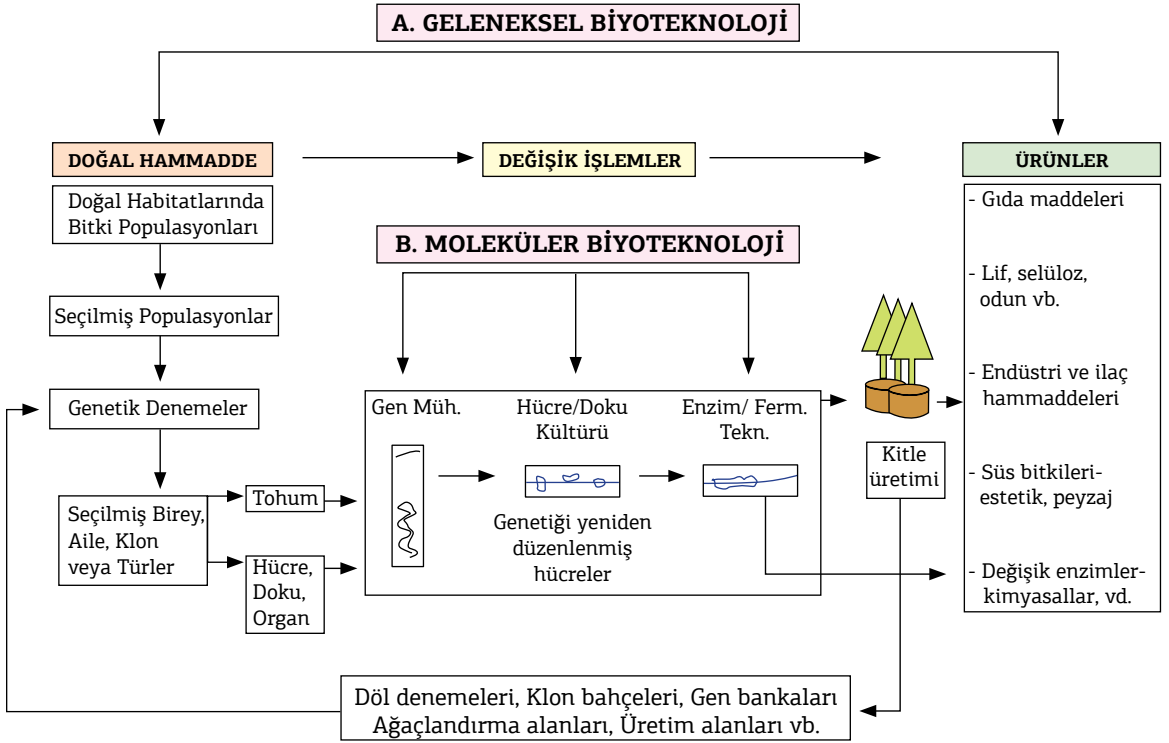 A. GELENEKSEL BİYOTEKNOLOJİ
DOĞAL HAMMADDE
DEĞİŞİK İŞLEMLER
ÜRÜNLER
Doğal Habitatlarında
Bitki Populasyonları
Seçilmiş Populasyonlar
Genetik Denemeler
Seçilmiş Birey,
Aile, Klon
veya Türler
Tohum
Hücre,
Doku,
Organ
B. MOLEKÜLER BİYOTEKNOLOJİ
Gen Müh.
Hücre/Doku
Kültürü
Enzim/ Ferm.
Tekn.
Genetiği yeniden
düzenlenmiş
hücreler
Kitle
üretimi
- Gıda maddeleri
- Lif, selüloz,
odun vb.
- Endüstri ve ilaç
hammaddeleri
- Süs bitkileri-
estetik, peyzaj
- Değişik enzimler-
kimyasallar, vd.
Döl denemeleri, Klon bahçeleri, Gen bankaları
Ağaçlandırma alanları, Üretim alanları vb.